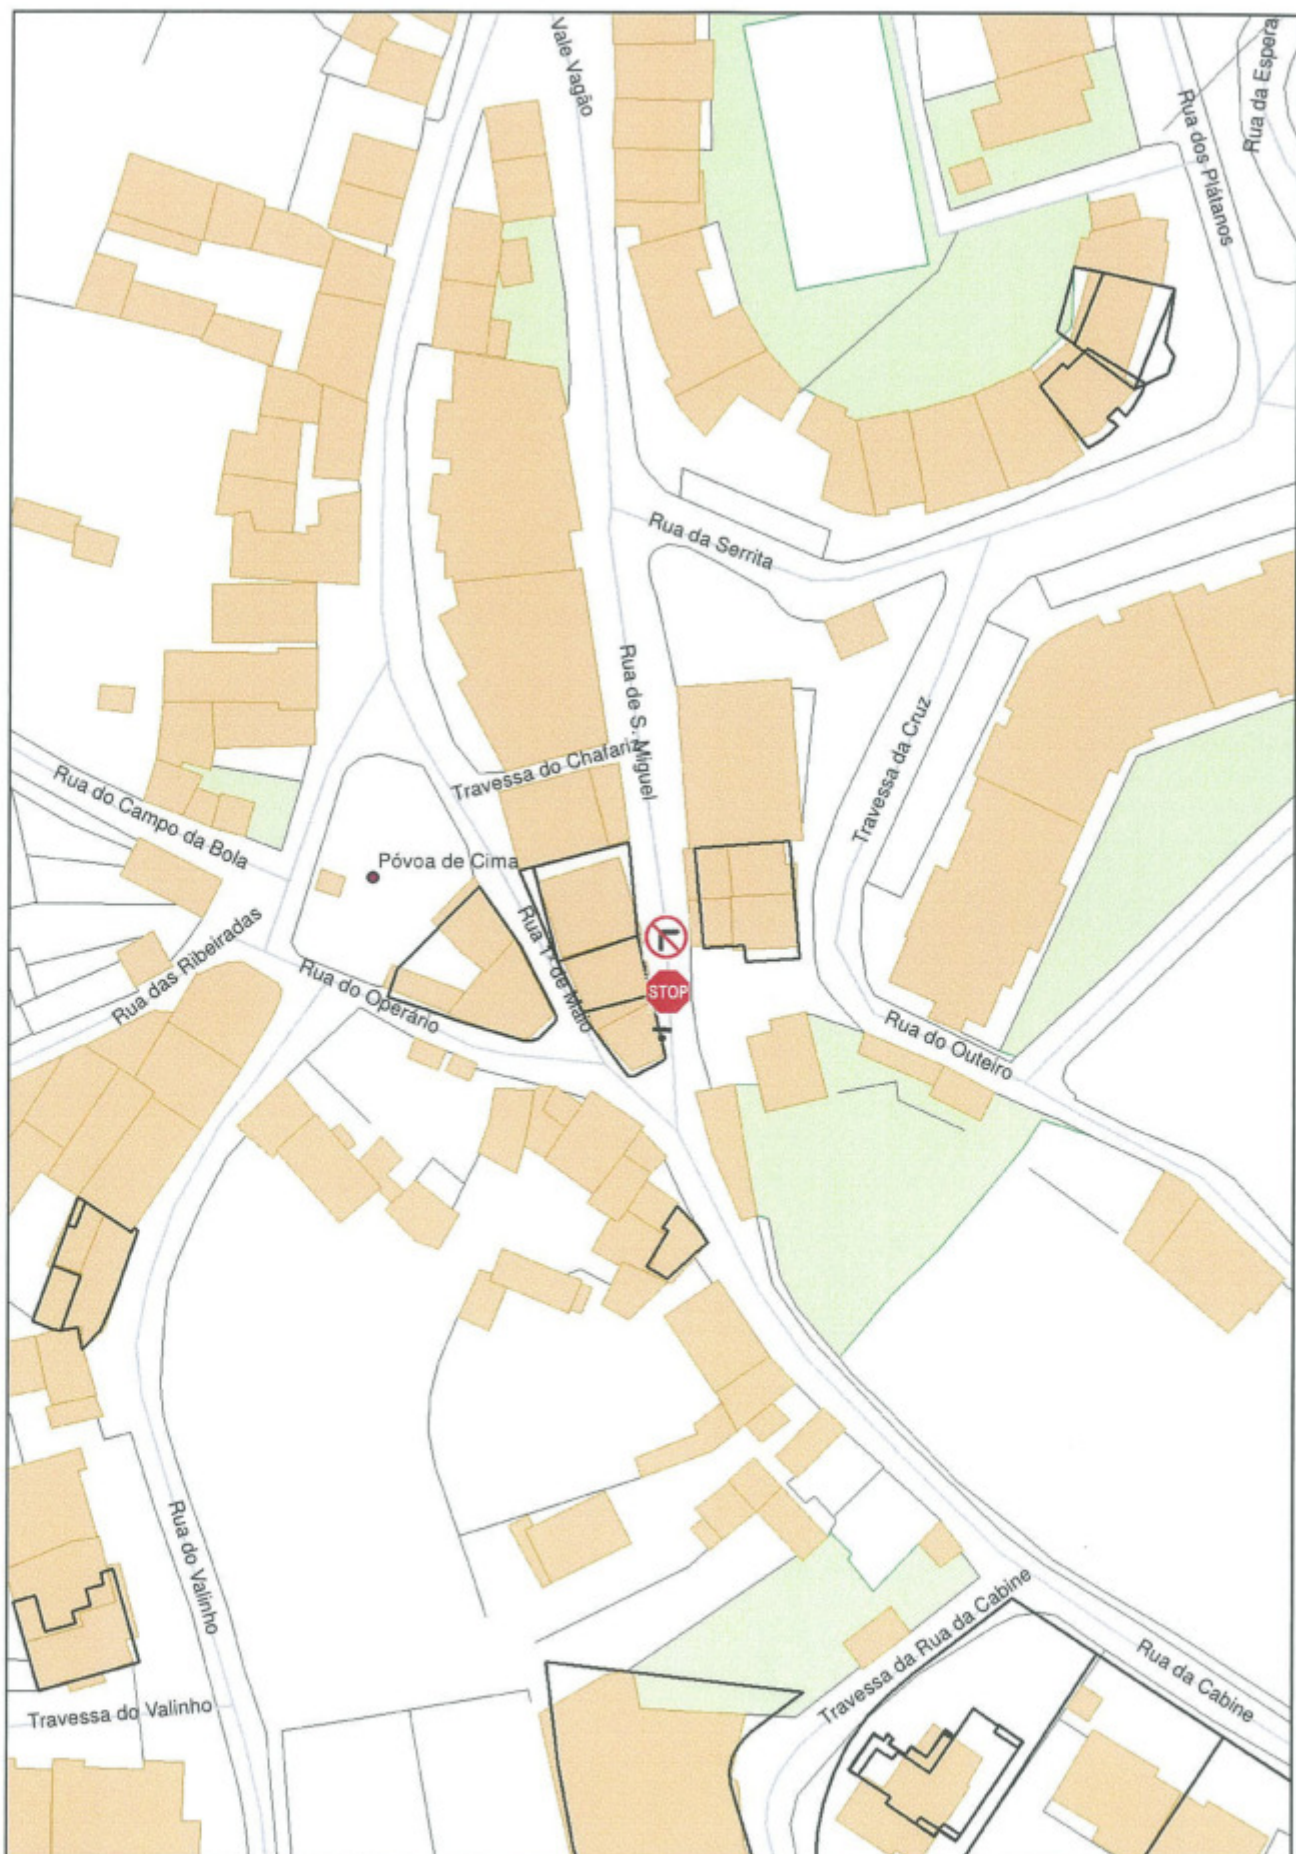 Vale Vagão
Rua da Espera
Rua dos Plátanos
Rua da Serrita
Rua de S. Miguel
Travessa do Chafariz
Travessa da Cruz
Rua do Campo da Bola
Póvoa de Cima
Rua das Ribeiradas
Rua do Operário
Rua 1º de Maio
STOP
Rua do Outeiro
Rua do Valinho
Travessa do Valinho
Travessa da Rua da Cabine
Rua da Cabine